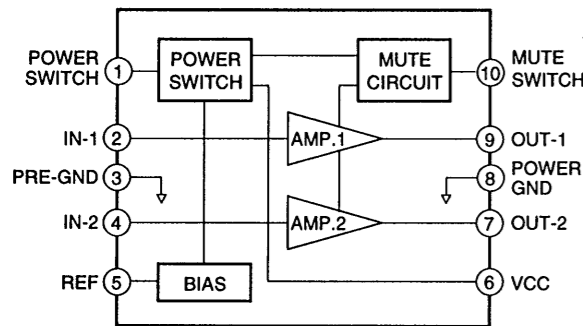 POWER
SWITCH
1
POWER
SWITCH
MUTE
CIRCUIT
10
MUTE
SWITCH
IN-1
2
AMP.1
9
OUT-1
PRE-GND
3
8
POWER
GND
IN-2
4
AMP.2
7
OUT-2
REF
5
BIAS
6
VCC